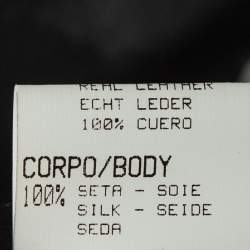 REAL LEATHER
ECHT LEDER
100% CUERO
CORPO/BODY
100% SETA - SOIE
SILK - SEIDE
SEDA